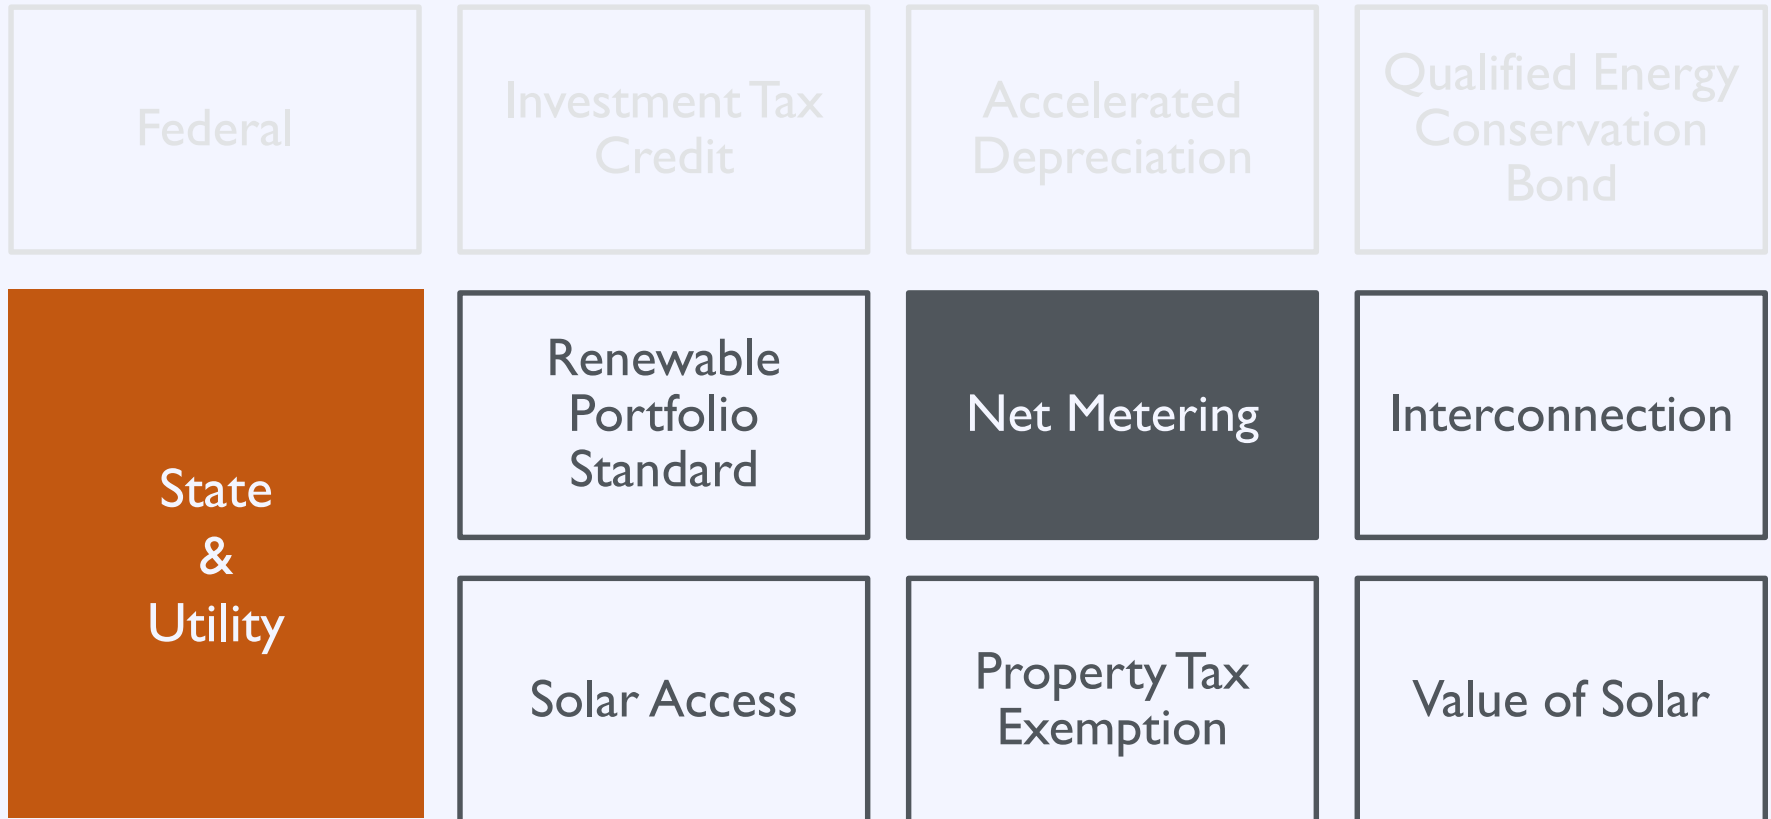 Federal
Investment Tax
Credit
Accelerated
Depreciation
Qualified Energy
Conservation
Bond
State
&
Utility
Renewable
Portfolio
Standard
Net Metering
Interconnection
Solar Access
Property Tax
Exemption
Value of Solar